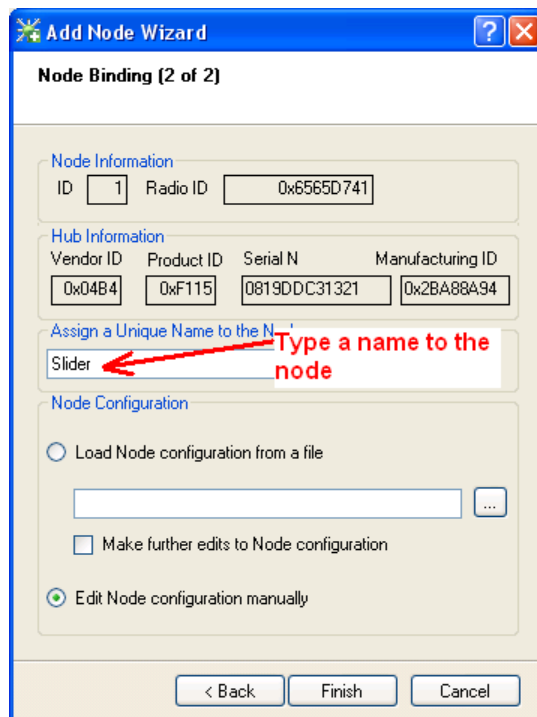 Add Node Wizard
Node Binding (2 of 2)
Node Information
ID 1 Radio ID 0x6565D741
Hub Information
Vendor ID Product ID Serial N Manufacturing ID
0x04B4 0xF115 0819DDC31321 0x2BA88A94
Assign a Unique Name to the
Type a name to the
Slider
node
Node Configuration
Load Node configuration from a file
...
Make further edits to Node configuration
Edit Node configuration manually
< Back Finish Cancel